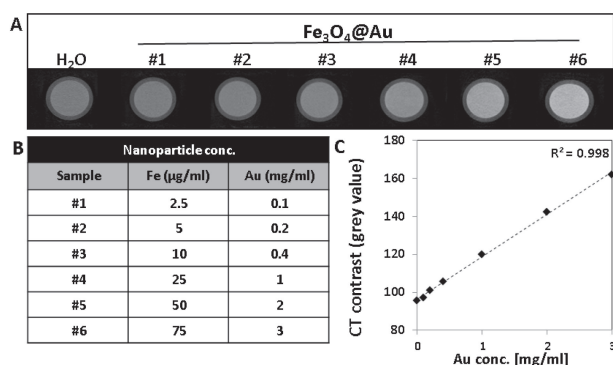 A
Fe₃O₄@Au
H₂O #1 #2 #3 #4 #5 #6
B
Nanoparticle conc.
Sample Fe (µg/ml) Au (mg/ml)
#1 2.5 0.1
#2 5 0.2
#3 10 0.4
#4 25 1
#5 50 2
#6 75 3
C
R² = 0.998
CT contrast (grey value)
180
160
140
120
100
80
0 1 2 3
Au conc. [mg/ml]